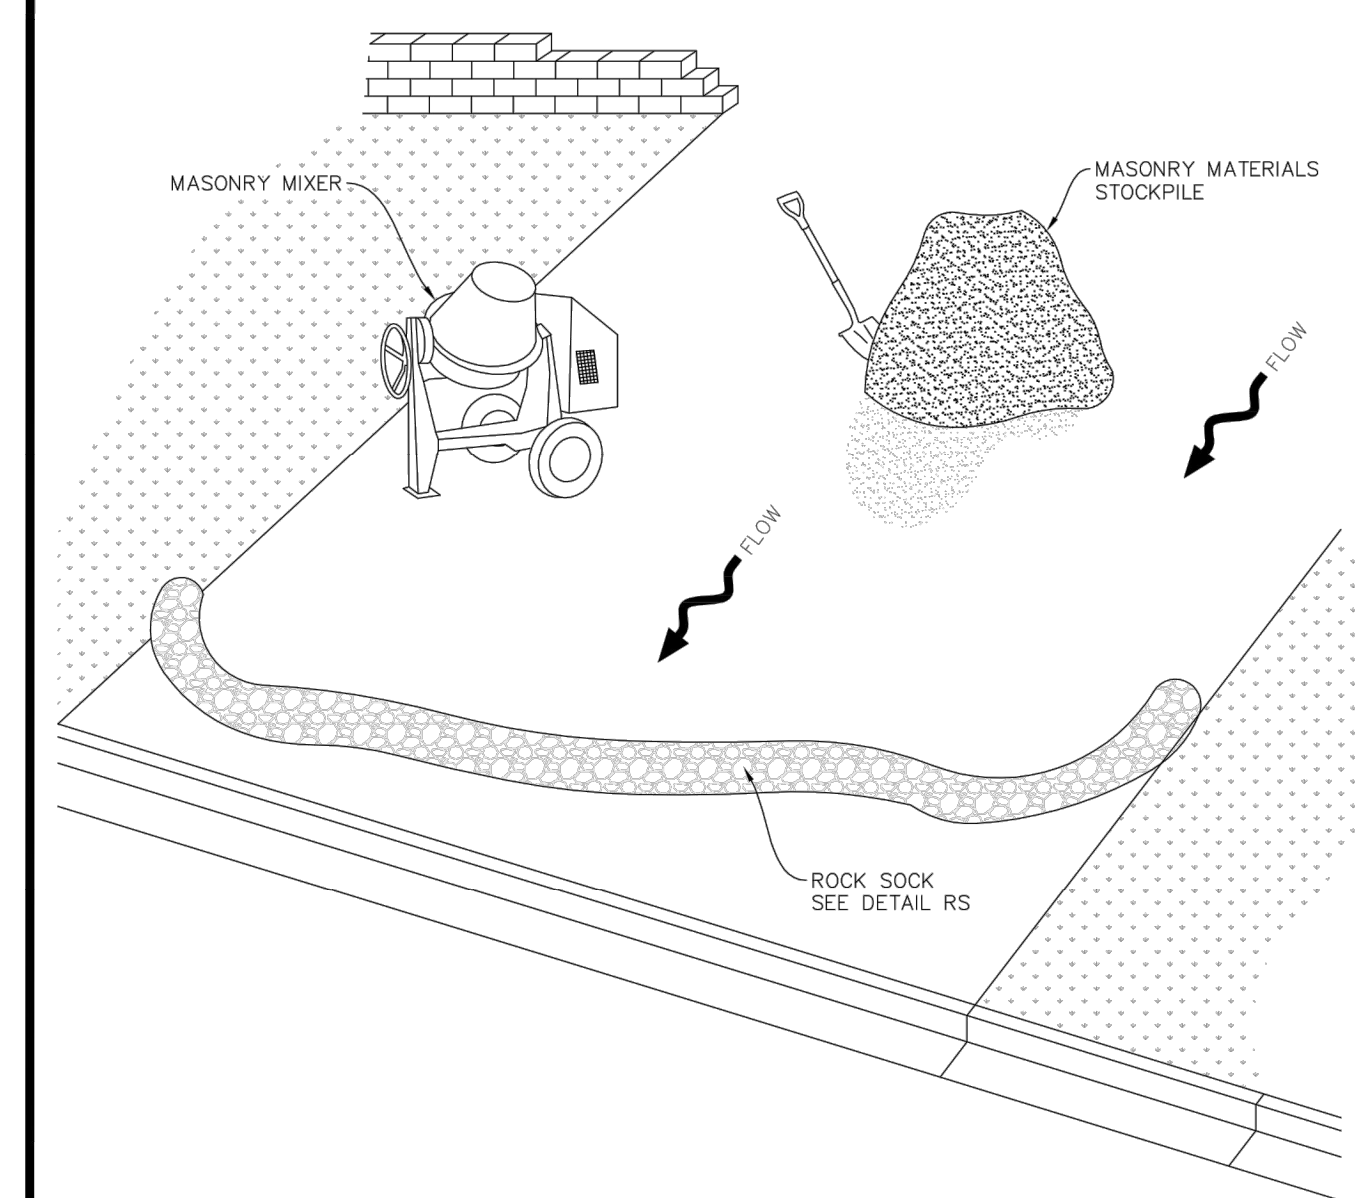 MASONRY MIXER
MASONRY MATERIALS
STOCKPILE
FLOW
FLOW
ROCK SOCK
SEE DETAIL RS